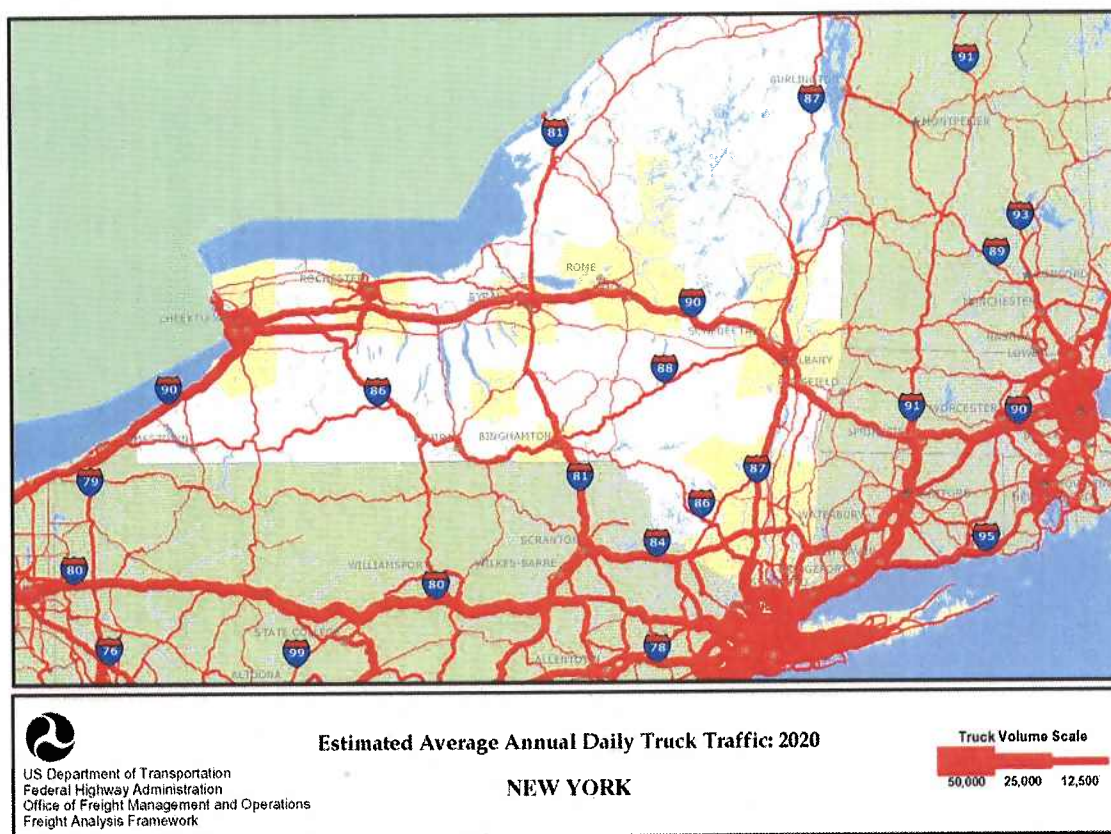 91
BURLINGTON
87
81
MONTPELIER
93
89
ROME
ROCHESTER
90
MANCHESTER
CHEEKTOW
SCHENECTADY
88
ALBANY
90
86
91
WORCESTER
90
BINGHAMTON
79
81
87
86
WATERBURY
84
95
SCRANTON
80
WILLIAMSPORT
80
WILKES-BARRE
STATE COLLEGE
76
99
78
ALLENTOWN
ALTOONA
US Department of Transportation
Federal Highway Administration
Office of Freight Management and Operations
Freight Analysis Framework
Estimated Average Annual Daily Truck Traffic: 2020
NEW YORK
Truck Volume Scale
50,000 25,000 12,500